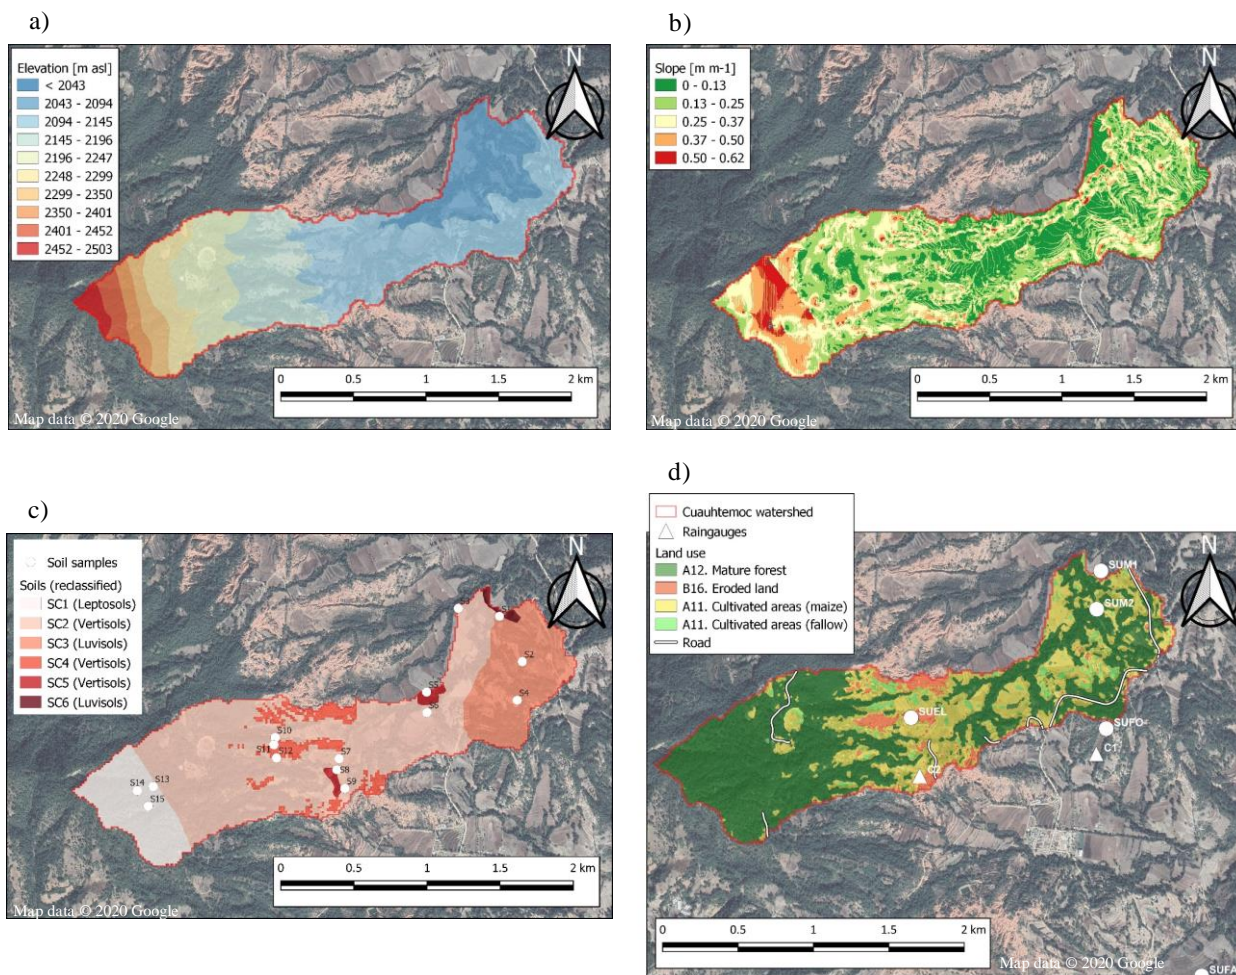 a)
N
Elevation [m asl]
< 2043
2043 - 2094
2094 - 2145
2145 - 2196
2196 - 2247
2248 - 2299
2299 - 2350
2350 - 2401
2401 - 2452
2452 - 2503
0 0.5 1 1.5 2 km
Map data © 2020 Google
b)
N
Slope [m m-1]
0 - 0.13
0.13 - 0.25
0.25 - 0.37
0.37 - 0.50
0.50 - 0.62
0 0.5 1 1.5 2 km
Map data © 2020 Google
c)
N
Soil samples
Soils (reclassified)
SC1 (Leptosols)
SC2 (Vertisols)
SC3 (Luvisols)
SC4 (Vertisols)
SC5 (Vertisols)
SC6 (Luvisols)
S2
S4
S5
S6
S10
S11
S12
S7
S8
S9
S13
S14
S15
0 0.5 1 1.5 2 km
Map data © 2020 Google
d)
N
Cuauhtemoc watershed
Raingauges
Land use
A12. Mature forest
B16. Eroded land
A11. Cultivated areas (maize)
A11. Cultivated areas (fallow)
Road
SUM1
SUM2
SUEL
SUFO
C1
C2
0 0.5 1 1.5 2 km
Map data © 2020 Google
SUFA